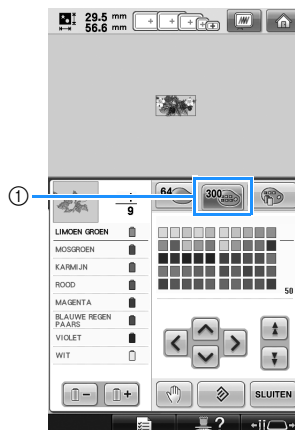 29.5 mm
56.6 mm
1
64
300
9
LIMOEN GROEN
MOSGROEN
KARMIJN
ROOD
MAGENTA
BLAUWE REGEN
PAARS
VIOLET
WIT
50
SLUITEN
?